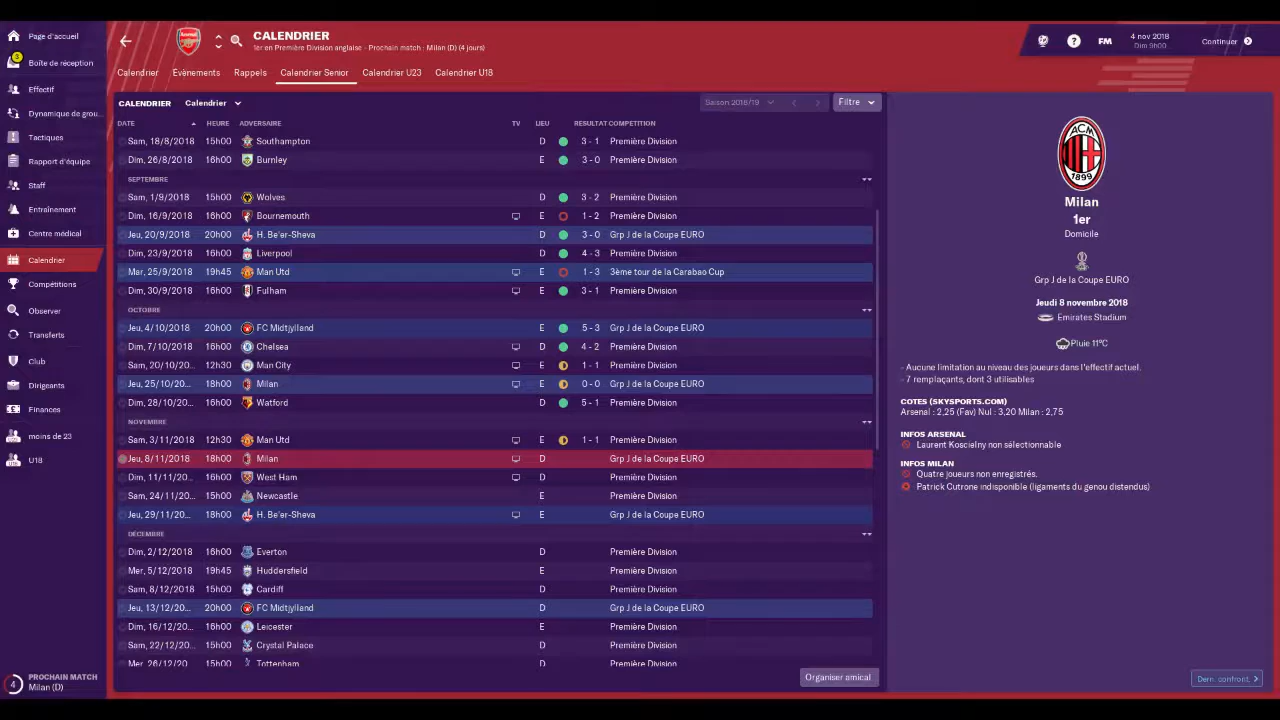 Page d'accueil
3
Boîte de réception
Effectif
Dynamique de grou...
Tactiques
Rapport d'équipe
Staff
Entraînement
Centre médical
Calendrier
Compétitions
Observer
Transferts
Club
Dirigeants
Finances
moins de 23
U18
4
PROCHAIN MATCH
Milan (D)
CALENDRIER
1er en Première Division anglaise - Prochain match : Milan (D) (4 jours)
FM
4 nov 2018
Dim 9h00
Continuer
Calendrier Evènements Rappels Calendrier Senior Calendrier U23 Calendrier U18
CALENDRIER Calendrier Saison 2018/19 Filtre
DATE HEURE ADVERSAIRE TV LIEU RESULTAT COMPETITION
Sam, 18/8/2018 15h00 Southampton D 3 - 1 Première Division
Dim, 26/8/2018 16h00 Burnley E 3 - 0 Première Division
SEPTEMBRE
Sam, 1/9/2018 15h00 Wolves D 3 - 2 Première Division
Dim, 16/9/2018 16h00 Bournemouth E 1 - 2 Première Division
Jeu, 20/9/2018 20h00 H. Be'er-Sheva D 3 - 0 Grp J de la Coupe EURO
Dim, 23/9/2018 16h00 Liverpool D 4 - 3 Première Division
Mar, 25/9/2018 19h45 Man Utd E 1 - 3 3ème tour de la Carabao Cup
Dim, 30/9/2018 16h00 Fulham E 3 - 1 Première Division
OCTOBRE
Jeu, 4/10/2018 20h00 FC Midtjylland E 5 - 3 Grp J de la Coupe EURO
Dim, 7/10/2018 16h00 Chelsea D 4 - 2 Première Division
Sam, 20/10/20... 12h30 Man City E 1 - 1 Première Division
Jeu, 25/10/20... 18h00 Milan E 0 - 0 Grp J de la Coupe EURO
Dim, 28/10/20... 16h00 Watford D 5 - 1 Première Division
NOVEMBRE
Sam, 3/11/2018 12h30 Man Utd E 1 - 1 Première Division
Jeu, 8/11/2018 18h00 Milan D Grp J de la Coupe EURO
Dim, 11/11/20... 16h00 West Ham D Première Division
Sam, 24/11/20... 15h00 Newcastle E Première Division
Jeu, 29/11/20... 18h00 H. Be'er-Sheva E Grp J de la Coupe EURO
DÉCEMBRE
Dim, 2/12/2018 16h00 Everton D Première Division
Mer, 5/12/2018 19h45 Huddersfield E Première Division
Sam, 8/12/2018 15h00 Cardiff D Première Division
Jeu, 13/12/20... 20h00 FC Midtjylland D Grp J de la Coupe EURO
Dim, 16/12/20... 16h00 Leicester E Première Division
Sam, 22/12/20... 15h00 Crystal Palace D Première Division
Mer, 26/12/20... 15h00 Tottenham D Première Division
Organiser amical
ACM
1899
Milan
1er
Domicile
Grp J de la Coupe EURO
Jeudi 8 novembre 2018
Emirates Stadium
Pluie 11°C
- Aucune limitation au niveau des joueurs dans l'effectif actuel.
- 7 remplaçants, dont 3 utilisables
COTES (SKYSPORTS.COM)
Arsenal : 2,25 (Fav) Nul : 3,20 Milan : 2,75
INFOS ARSENAL
Laurent Koscielny non sélectionnable
INFOS MILAN
Quatre joueurs non enregistrés.
Patrick Cutrone indisponible (ligaments du genou distendus)
Dern. confront.